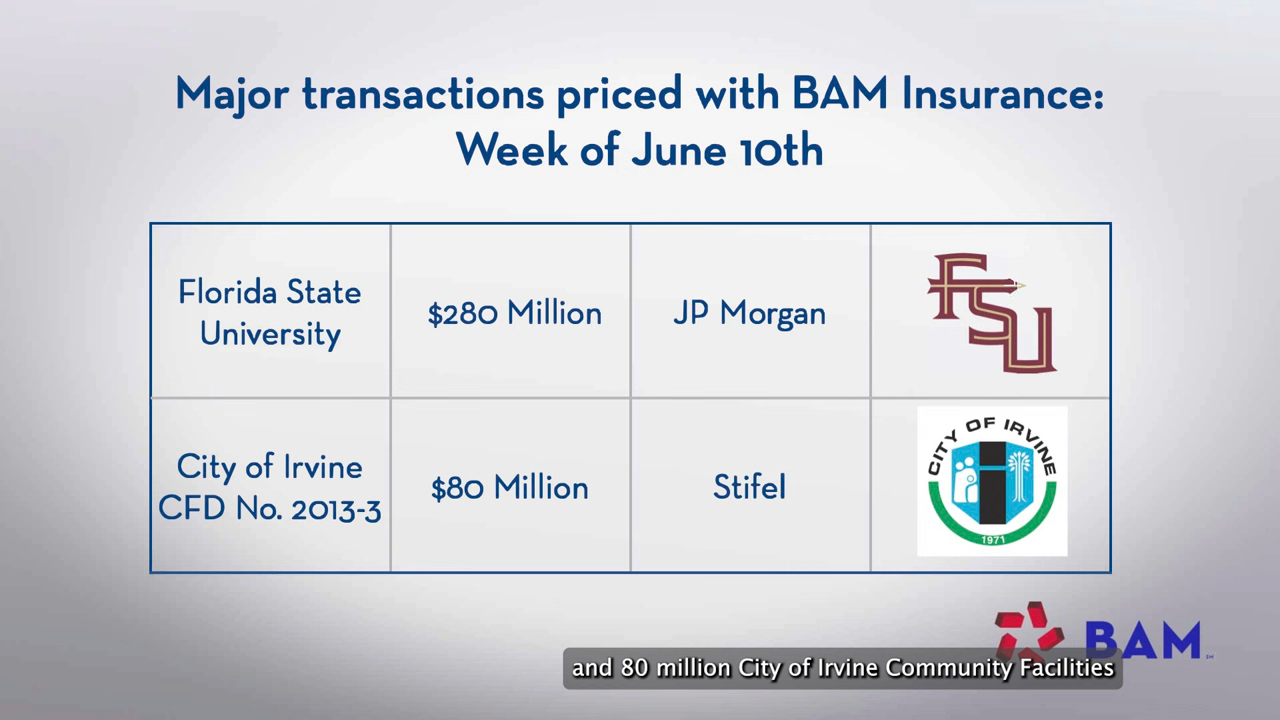 Major transactions priced with BAM Insurance:
Week of June 10th
Florida State
University
$280 Million
JP Morgan
FSU
City of Irvine
CFD No. 2013-3
$80 Million
Stifel
CITY OF IRVINE
1971
BAM
SM
and 80 million City of Irvine Community Facilities